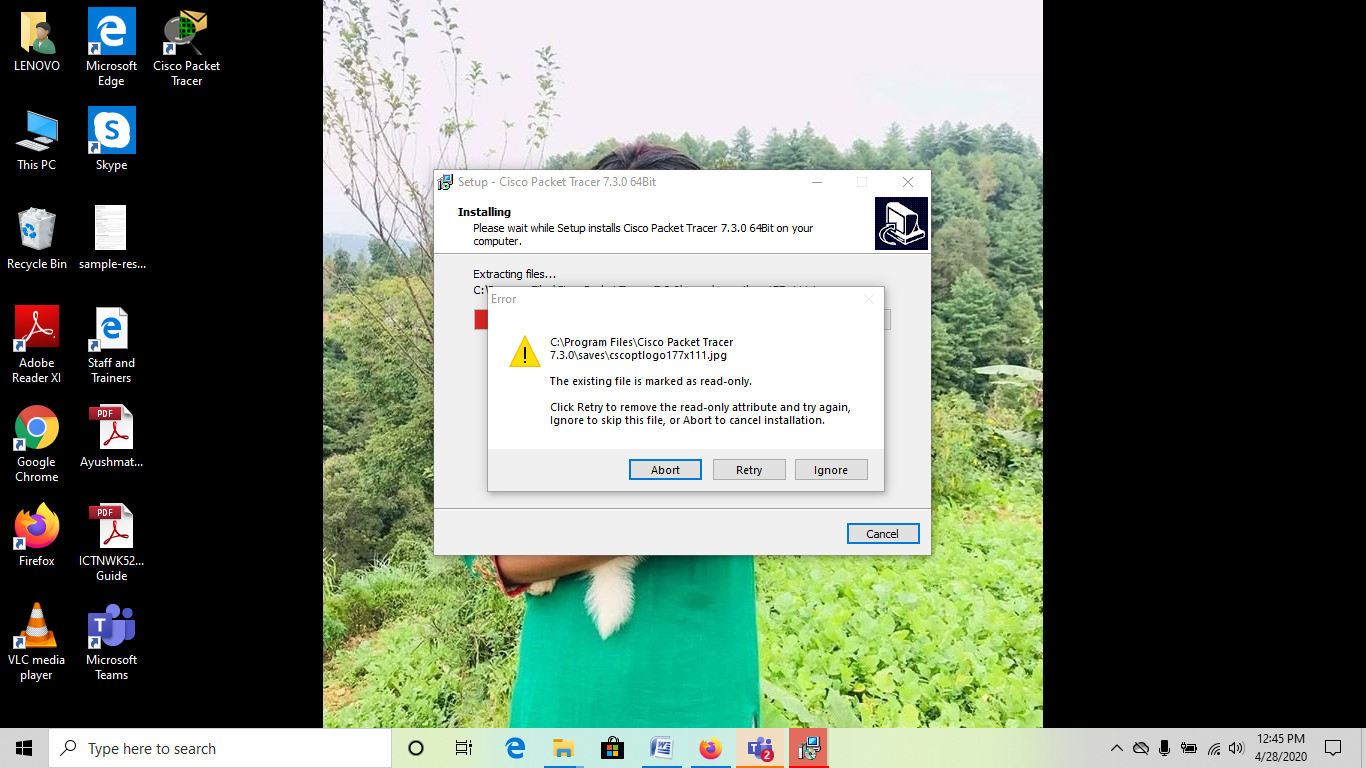 LENOVO
Microsoft
Edge
Cisco Packet
Tracer
This PC
Skype
Recycle Bin
sample-res...
Adobe
Reader XI
Staff and
Trainers
Google
Chrome
PDF
Ayushmat...
Firefox
PDF
ICTNWK52...
Guide
VLC media
player
Microsoft
Teams
Setup - Cisco Packet Tracer 7.3.0 64Bit
Installing
Please wait while Setup installs Cisco Packet Tracer 7.3.0 64Bit on your
computer.
Extracting files...
Error
C:\Program Files\Cisco Packet Tracer
7.3.0\saves\cscoptlogo177x111.jpg
The existing file is marked as read-only.
Click Retry to remove the read-only attribute and try again,
Ignore to skip this file, or Abort to cancel installation.
Abort Retry Ignore
Cancel
Type here to search
2
12:45 PM
4/28/2020